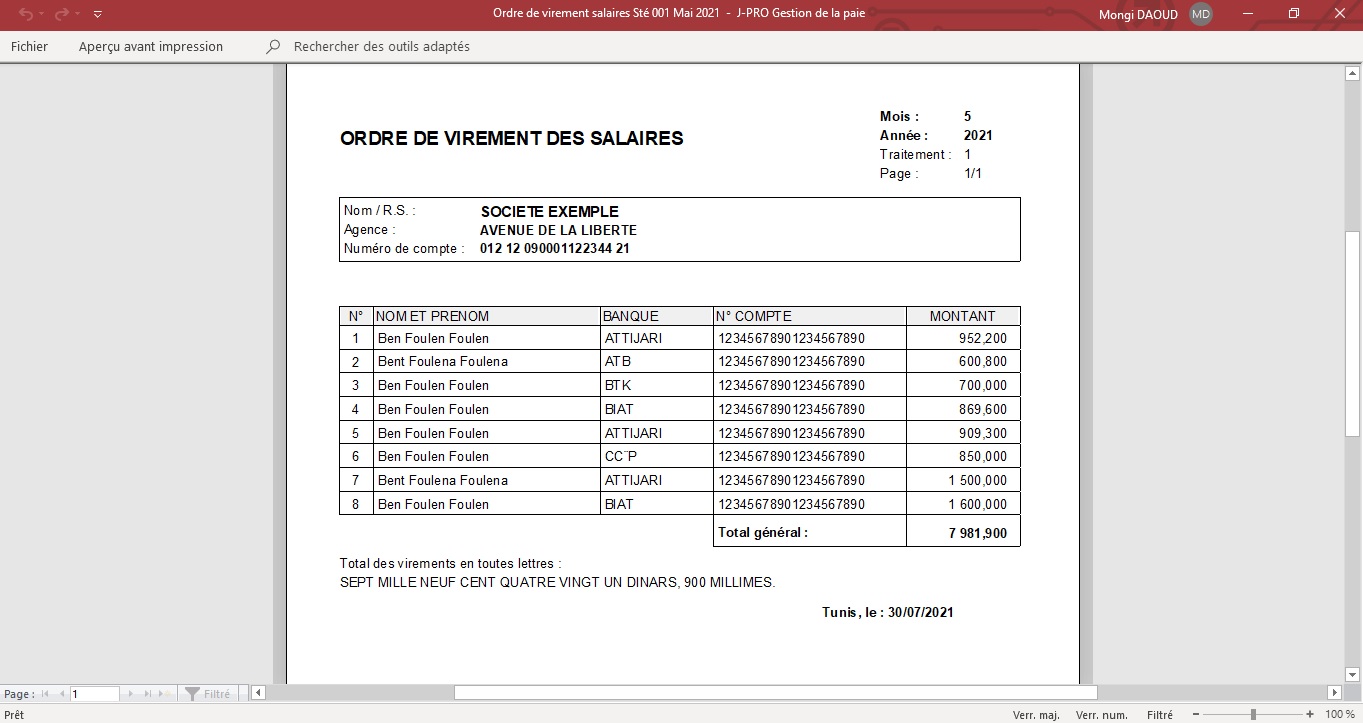 Ordre de virement salaires Sté 001 Mai 2021 - J-PRO Gestion de la paie
Mongi DAOUD MD
Fichier Aperçu avant impression Rechercher des outils adaptés
Mois : 5
ORDRE DE VIREMENT DES SALAIRES
Année : 2021
Traitement : 1
Page : 1/1
Nom / R.S. : SOCIETE EXEMPLE
Agence : AVENUE DE LA LIBERTE
Numéro de compte : 012 12 090001122344 21
N° NOM ET PRENOM BANQUE N° COMPTE MONTANT
1 Ben Foulen Foulen ATTIJARI 12345678901234567890 952,200
2 Bent Foulena Foulena ATB 12345678901234567890 600,800
3 Ben Foulen Foulen BTK 12345678901234567890 700,000
4 Ben Foulen Foulen BIAT 12345678901234567890 869,600
5 Ben Foulen Foulen ATTIJARI 12345678901234567890 909,300
6 Ben Foulen Foulen CC¨P 12345678901234567890 850,000
7 Bent Foulena Foulena ATTIJARI 12345678901234567890 1 500,000
8 Ben Foulen Foulen BIAT 12345678901234567890 1 600,000
Total général : 7 981,900
Total des virements en toutes lettres :
SEPT MILLE NEUF CENT QUATRE VINGT UN DINARS, 900 MILLIMES.
Tunis, le : 30/07/2021
Page : 1 Filtré
Prêt Verr. maj. Verr. num. Filtré 100 %